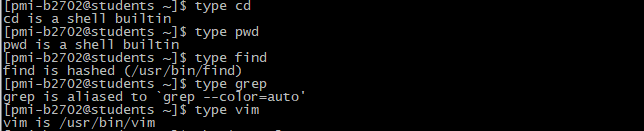 [pmi-b2702@students ~]$ type cd
cd is a shell builtin
[pmi-b2702@students ~]$ type pwd
pwd is a shell builtin
[pmi-b2702@students ~]$ type find
find is hashed (/usr/bin/find)
[pmi-b2702@students ~]$ type grep
grep is aliased to `grep --color=auto'
[pmi-b2702@students ~]$ type vim
vim is /usr/bin/vim